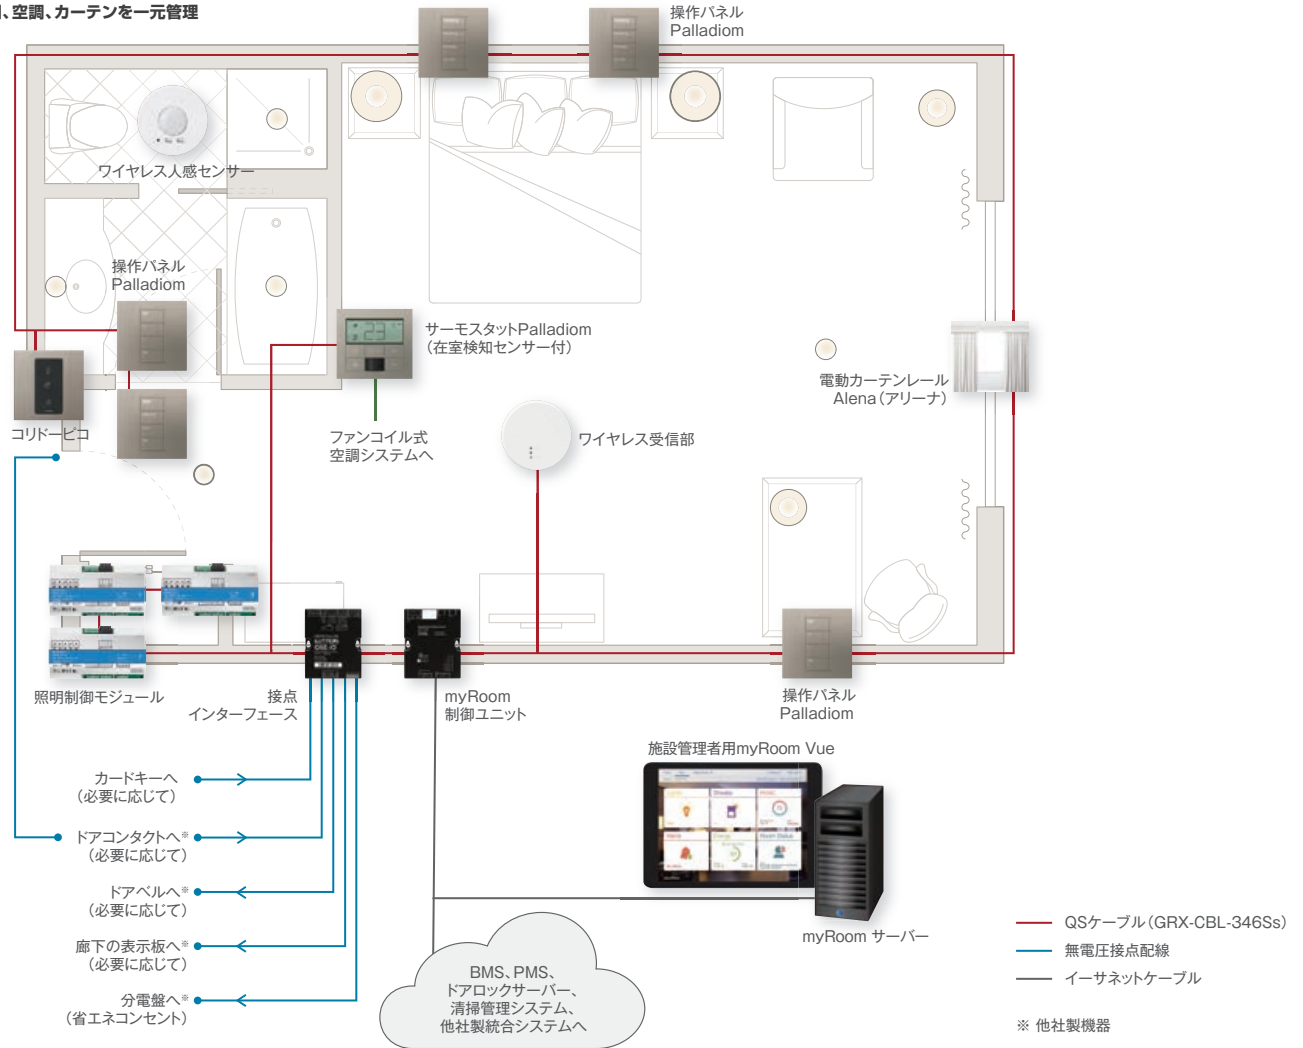 、空調、カーテンを一元管理
操作パネル
Palladiom
ワイヤレス人感センサー
操作パネル
Palladiom
サーモスタットPalladiom
（在室検知センサー付）
電動カーテンレール
Alena（アリーナ）
コリドーピコ
ファンコイル式
空調システムへ
ワイヤレス受信部
照明制御モジュール
接点
インターフェース
myRoom
制御ユニット
操作パネル
Palladiom
カードキーへ
（必要に応じて）
ドアコンタクトへ※
（必要に応じて）
ドアベルへ※
（必要に応じて）
廊下の表示板へ※
（必要に応じて）
分電盤へ※
（省エネコンセント）
施設管理者用myRoom Vue
myRoom サーバー
BMS、PMS、
ドアロックサーバー、
清掃管理システム、
他社製統合システムへ
QSケーブル（GRX-CBL-346Ss）
無電圧接点配線
イーサネットケーブル
※ 他社製機器